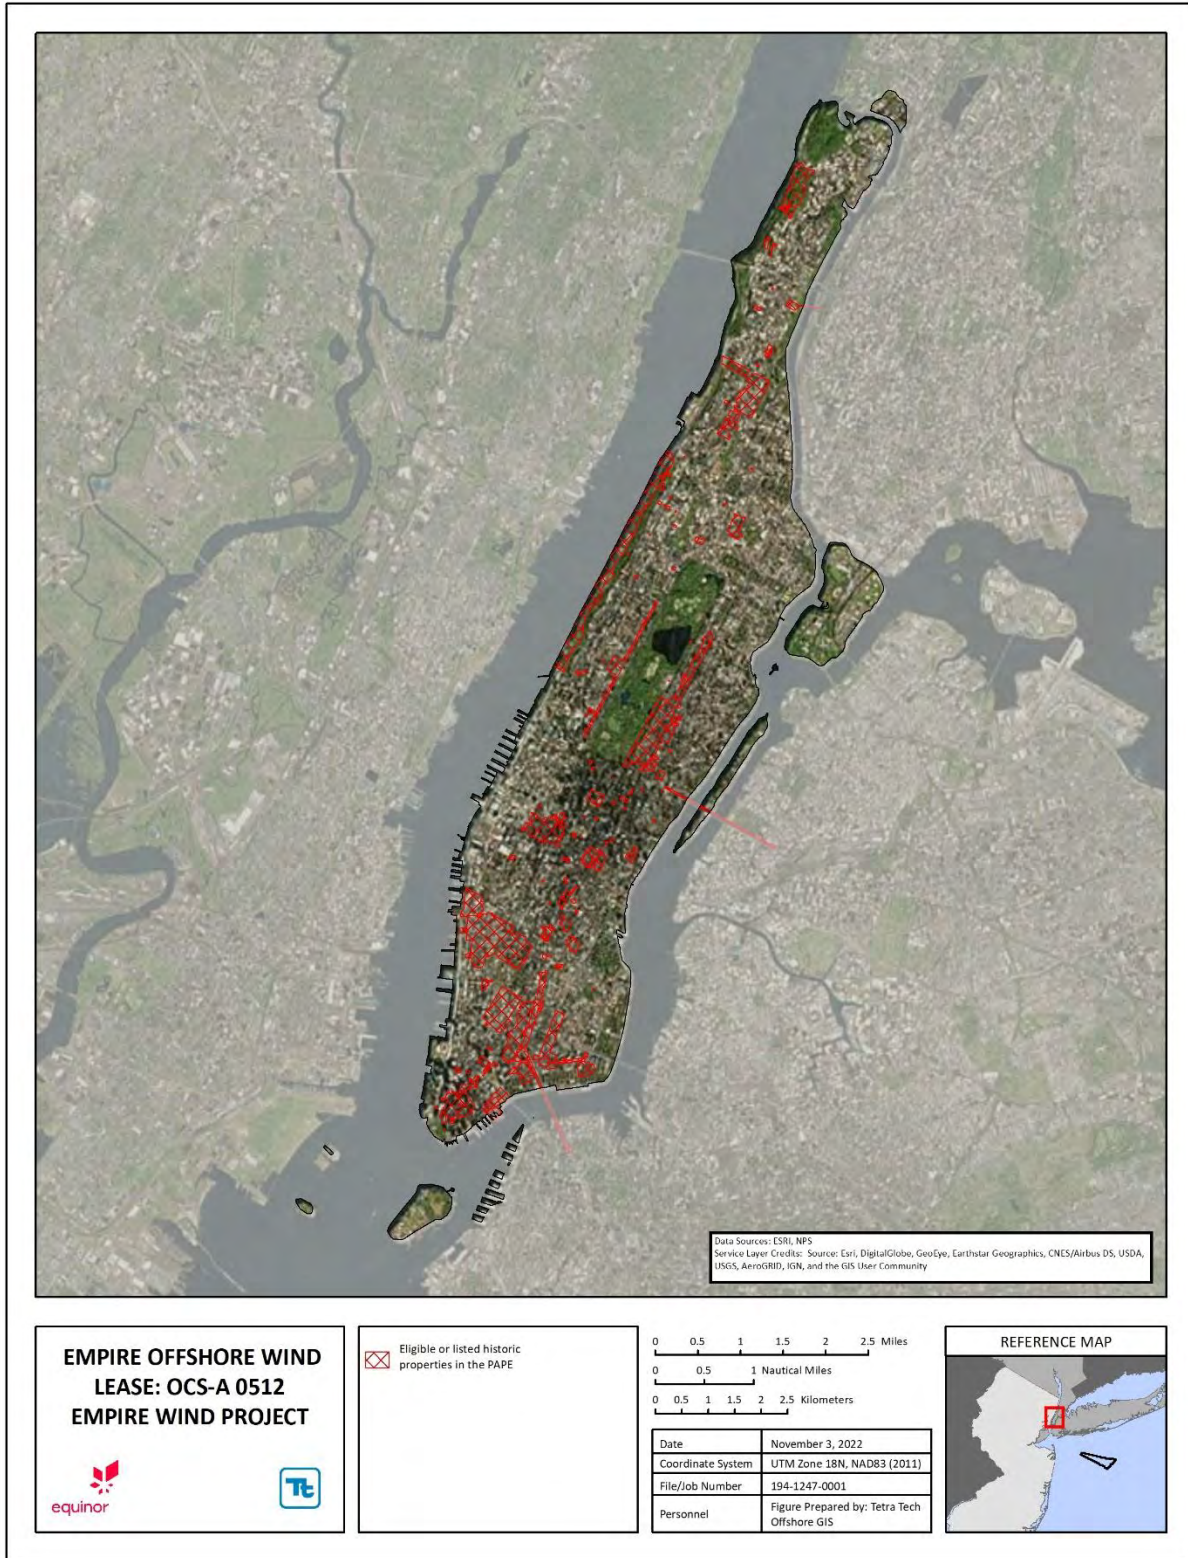 Data Sources: ESRI, NPS
Service Layer Credits: Source: Esri, DigitalGlobe, GeoEye, Earthstar Geographics, CNES/Airbus DS, USDA,
USGS, AeroGRID, IGN, and the GIS User Community
EMPIRE OFFSHORE WIND
LEASE: OCS-A 0512
EMPIRE WIND PROJECT
equinor
Tt
Eligible or listed historic
properties in the PAPE
0 0.5 1 1.5 2 2.5 Miles
0 0.5 1 Nautical Miles
0 0.5 1 1.5 2 2.5 Kilometers
Date November 3, 2022
Coordinate System UTM Zone 18N, NAD83 (2011)
File/Job Number 194-1247-0001
Personnel Figure Prepared by: Tetra Tech
Offshore GIS
REFERENCE MAP